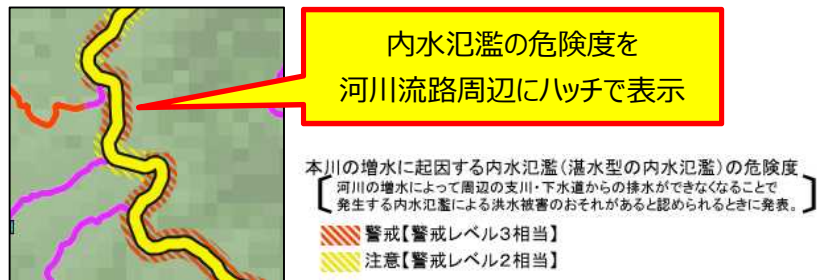 内水氾濫の危険度を
河川流路周辺にハッチで表示
本川の増水に起因する内水氾濫(湛水型の内水氾濫)の危険度
河川の増水によって周辺の支川・下水道からの排水ができなくなることで
発生する内水氾濫による洪水被害のおそれがあると認められるときに発表。
警戒【警戒レベル3相当】
注意【警戒レベル2相当】